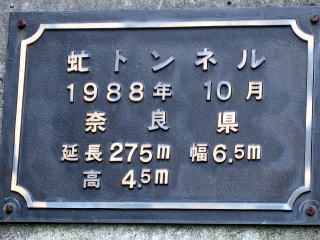 虹トンネル
1988年 10月
奈良県
延長275m 幅6.5m
高 4.5m